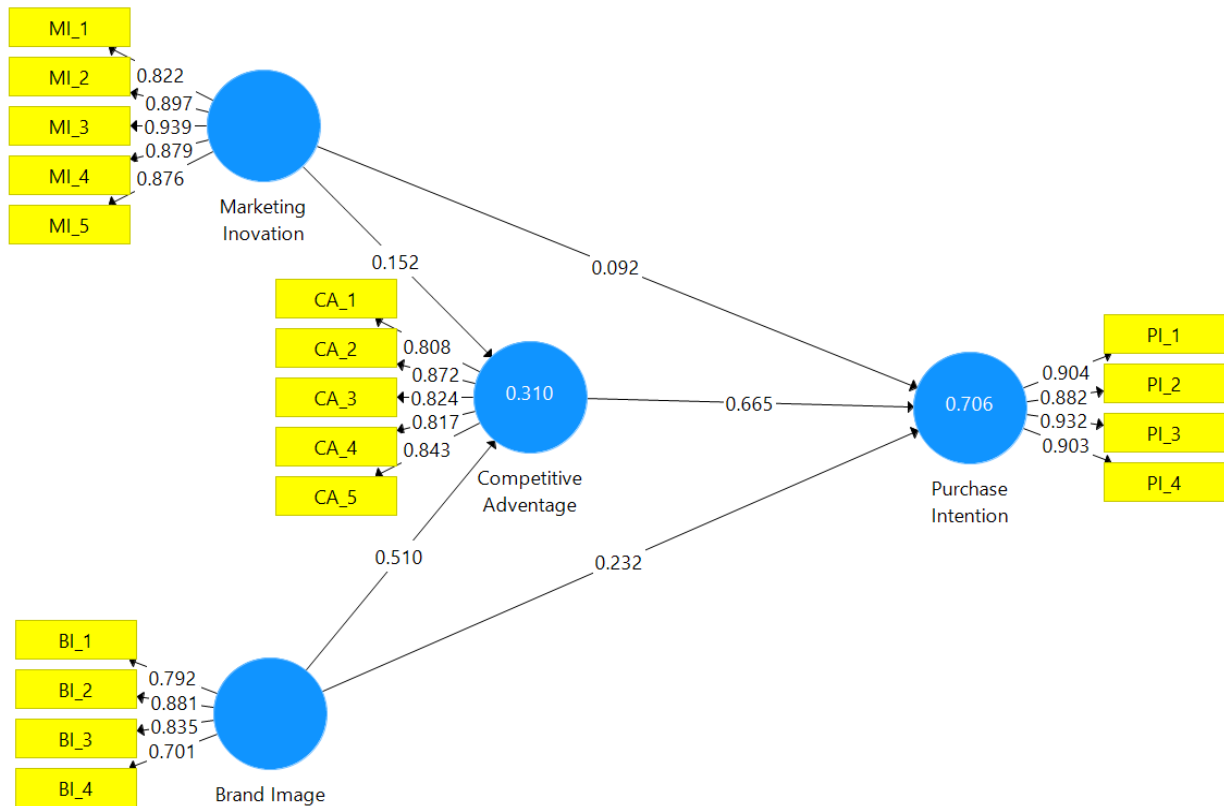 MI_1
MI_2
MI_3
MI_4
MI_5
0.822
0.897
0.939
0.879
0.876
Marketing
Inovation
0.152
0.092
CA_1
CA_2
CA_3
CA_4
CA_5
0.808
0.872
0.824
0.817
0.843
0.310
Competitive
Adventage
0.665
0.706
Purchase
Intention
PI_1
PI_2
PI_3
PI_4
0.904
0.882
0.932
0.903
0.510
0.232
BI_1
BI_2
BI_3
BI_4
0.792
0.881
0.835
0.701
Brand Image